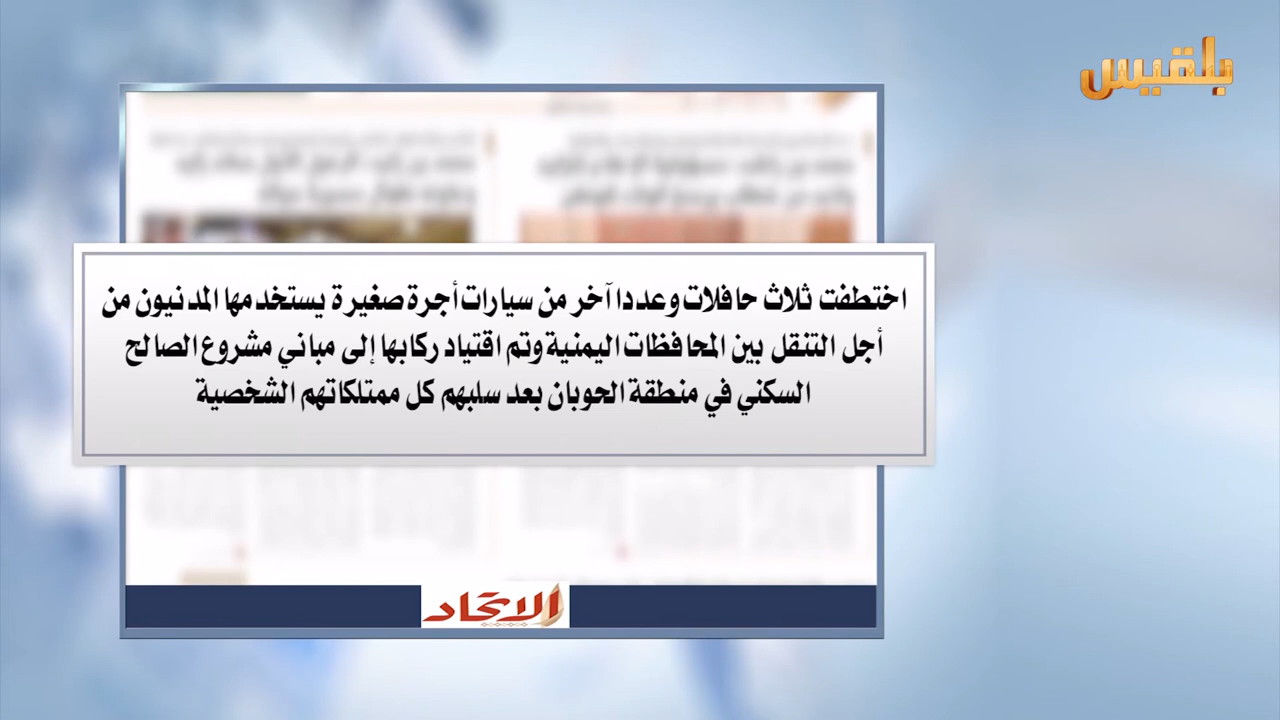 بلقيس
اختطفت ثلاث حافلات وعددا آخر من سيارات أجرة صغيرة يستخدمها المدنيون من
أجل التنقل بين المحافظات اليمنية وتم اقتياد ركابها إلى مباني مشروع الصالح
السكني في منطقة الحوبان بعد سلبهم كل ممتلكاتهم الشخصية
الاتحاد